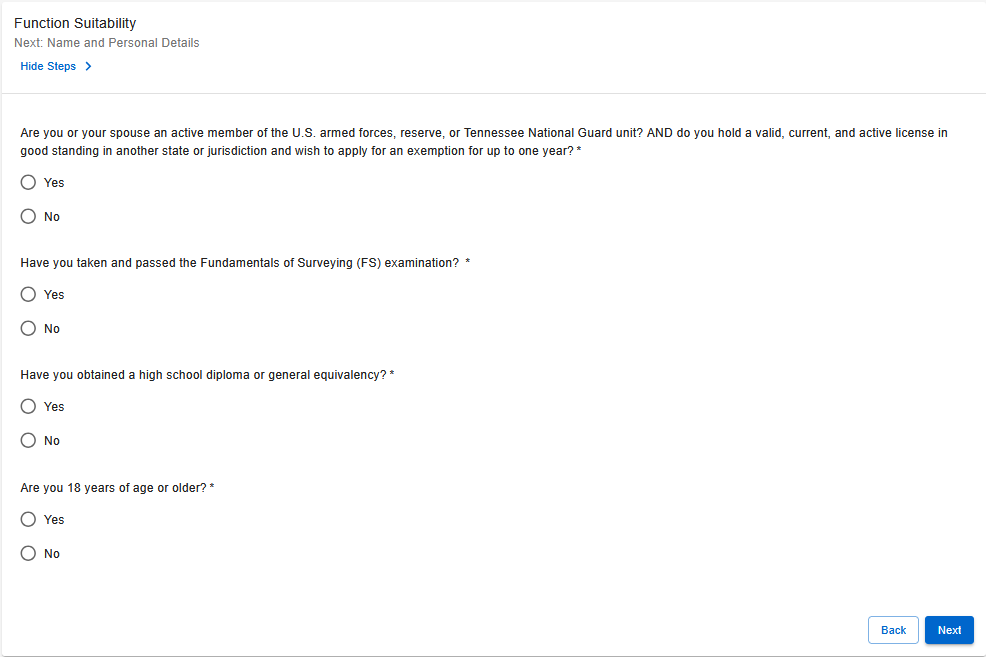 Function Suitability
Next: Name and Personal Details
Hide Steps
Are you or your spouse an active member of the U.S. armed forces, reserve, or Tennessee National Guard unit? AND do you hold a valid, current, and active license in
good standing in another state or jurisdiction and wish to apply for an exemption for up to one year? *
Yes
No
Have you taken and passed the Fundamentals of Surveying (FS) examination? *
Yes
No
Have you obtained a high school diploma or general equivalency? *
Yes
No
Are you 18 years of age or older? *
Yes
No
Back Next